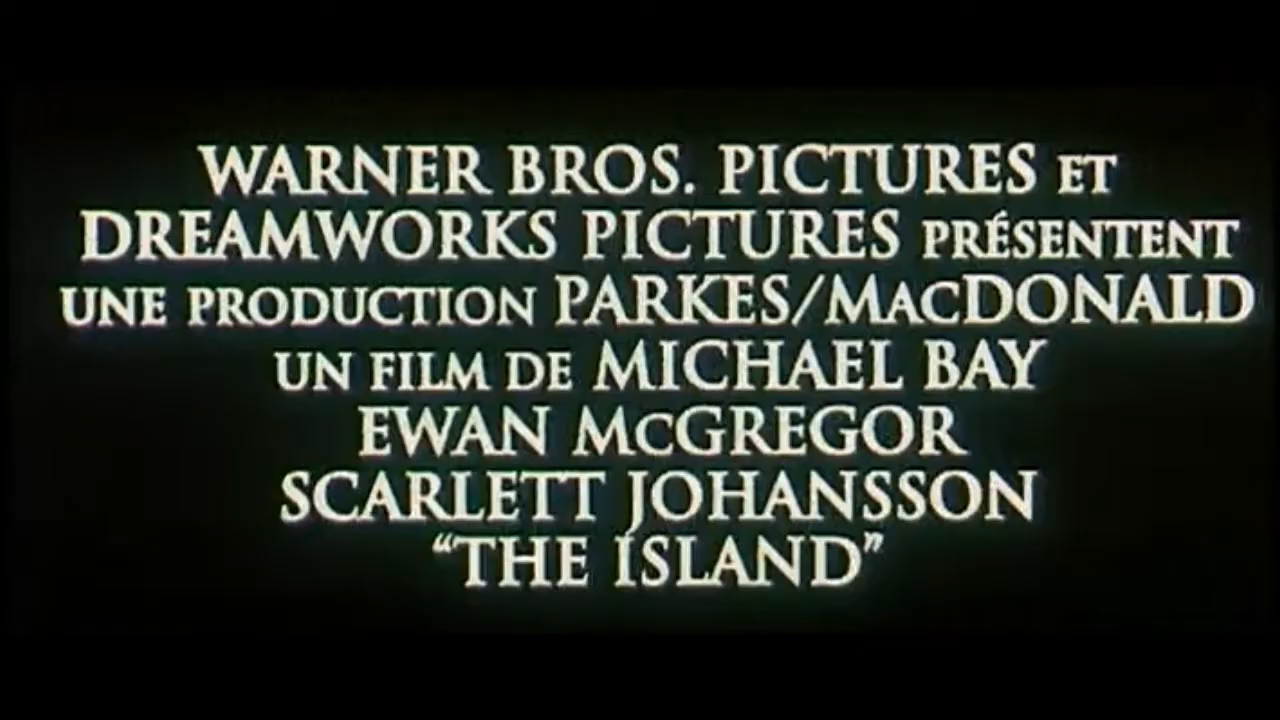 WARNER BROS. PICTURES ET
DREAMWORKS PICTURES PRÉSENTENT
UNE PRODUCTION PARKES/MACDONALD
UN FILM DE MICHAEL BAY
EWAN MCGREGOR
SCARLETT JOHANSSON
“THE ISLAND”